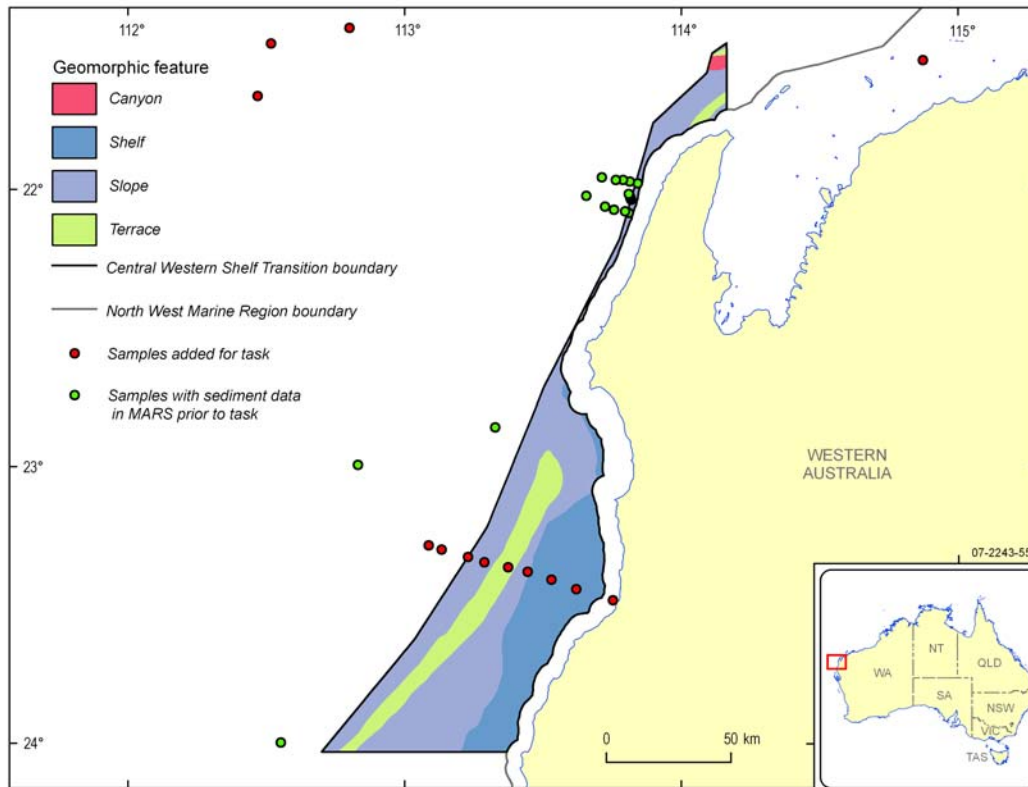 112°
113°
114°
115°
Geomorphic feature
Canyon
Shelf
Slope
Terrace
Central Western Shelf Transition boundary
North West Marine Region boundary
Samples added for task
Samples with sediment data
in MARS prior to task
22°
23°
24°
WESTERN
AUSTRALIA
07-2243-55
0 50 km
WA
NT
QLD
SA
NSW
VIC
TAS